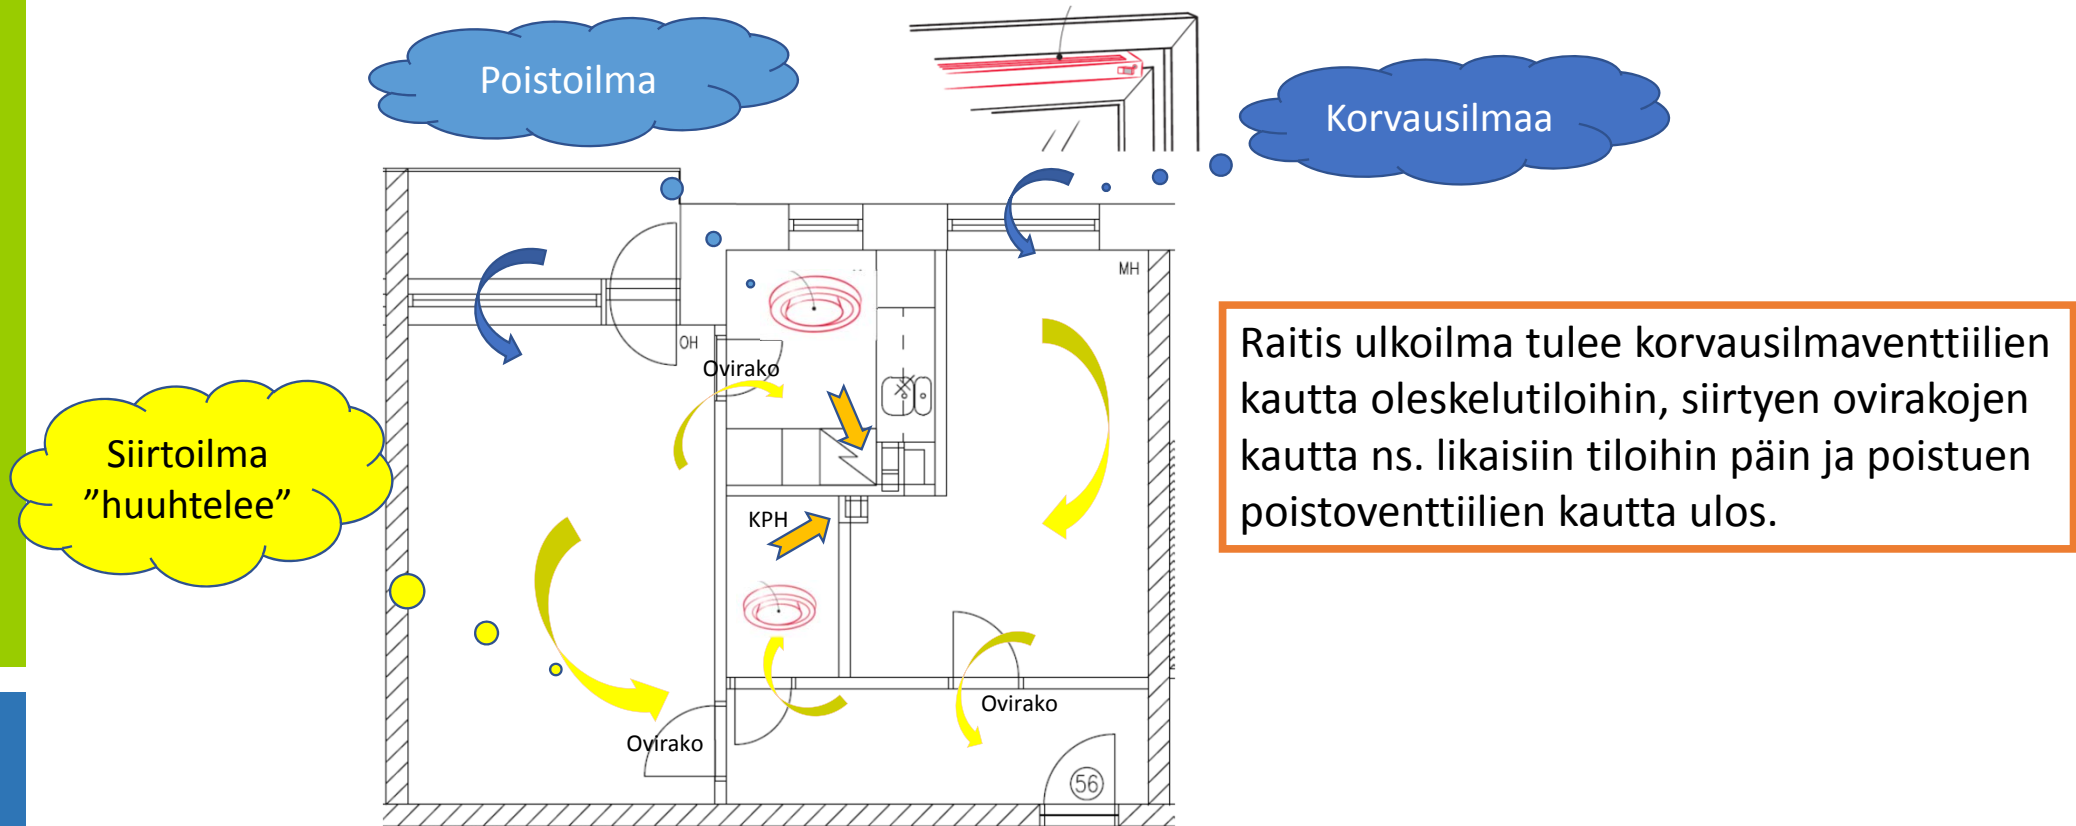 Poistoilma
Korvausilmaa
MH
OH
Ovirako
Siirtoilma
”huuhtelee”
KPH
Ovirako
Ovirako
56
Raitis ulkoilma tulee korvausilmaventtiilien
kautta oleskelutiloihin, siirtyen ovirakojen
kautta ns. likaisiin tiloihin päin ja poistuen
poistoventtiilien kautta ulos.